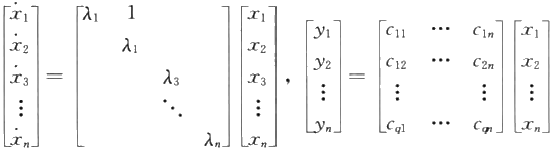 ẋ₁ λ₁ 1 x₁ y₁ c₁₁ ⋯ c₁ₙ x₁
ẋ₂ λ₁ x₂ y₂ c₁₂ ⋯ c₂ₙ x₂
ẋ₃ = λ₃ x₃ , =
⋮ ⋱ ⋮ ⋮ ⋮ ⋮ ⋮
ẋₙ λₙ xₙ yₙ c_q1 ⋯ c_qn xₙ